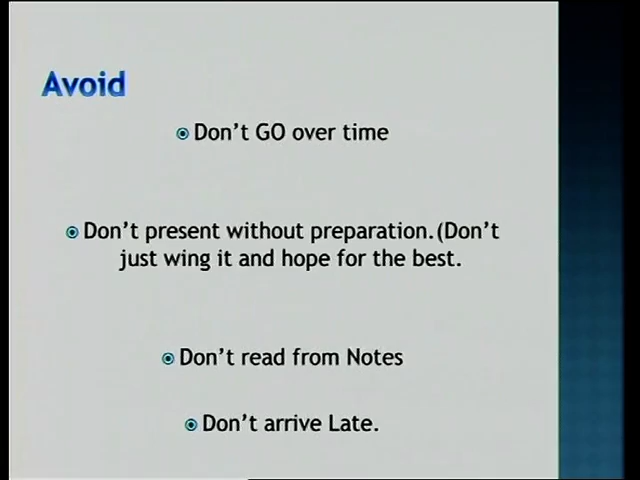 Avoid
Don't GO over time
Don't present without preparation.(Don't
just wing it and hope for the best.
Don't read from Notes
Don't arrive Late.